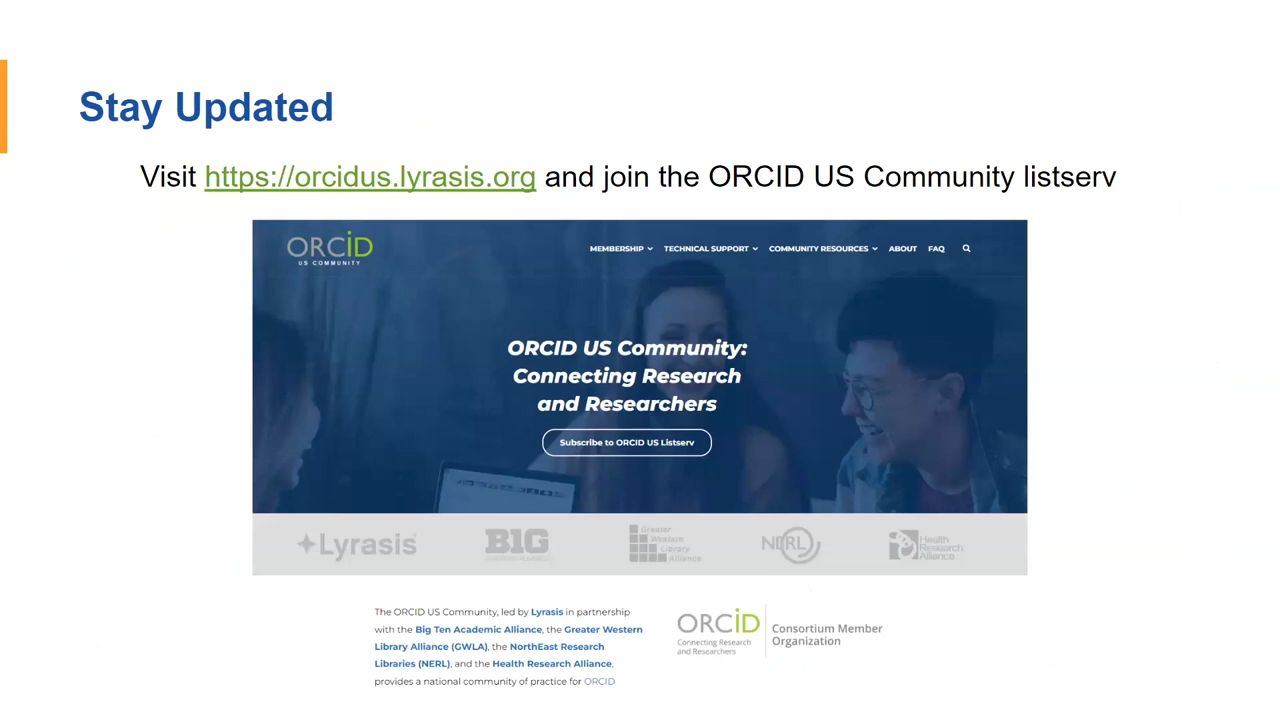 Stay Updated
Visit https://orcidus.lyrasis.org and join the ORCID US Community listserv
ORCID
US COMMUNITY
MEMBERSHIP TECHNICAL SUPPORT COMMUNITY RESOURCES ABOUT FAQ
ORCID US Community:
Connecting Research
and Researchers
Subscribe to ORCID US Listserv
Lyrasis
B1G
Greater
Western
Library
Alliance
NERL
Health
Research
Alliance
The ORCID US Community, led by Lyrasis in partnership
with the Big Ten Academic Alliance, the Greater Western
Library Alliance (GWLA), the NorthEast Research
Libraries (NERL), and the Health Research Alliance,
provides a national community of practice for ORCID
ORCID
Connecting Research
and Researchers
Consortium Member
Organization